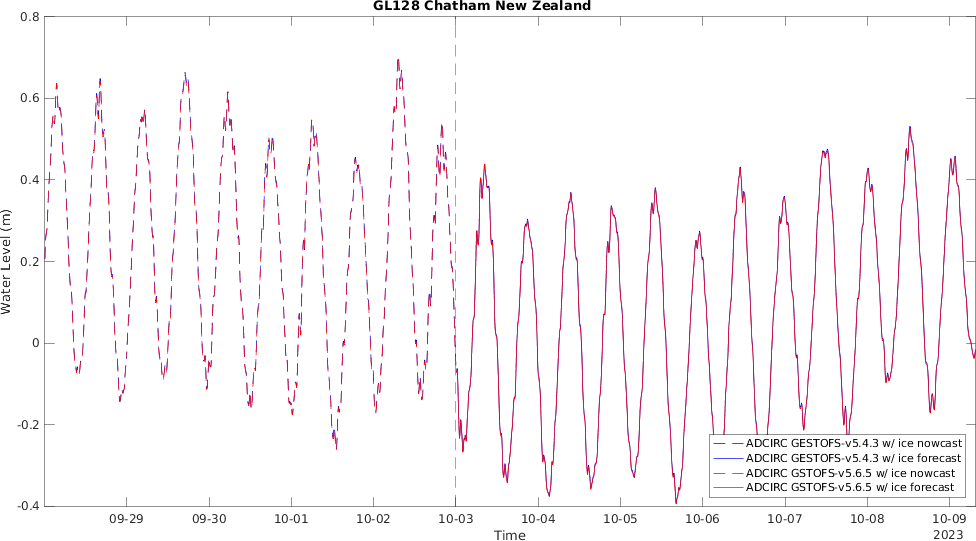 GL128 Chatham New Zealand
Water Level (m)
0.8
0.6
0.4
0.2
0
-0.2
-0.4
ADCIRC GESTOFS-v5.4.3 w/ ice nowcast
ADCIRC GESTOFS-v5.4.3 w/ ice forecast
ADCIRC GSTOFS-v5.6.5 w/ ice nowcast
ADCIRC GSTOFS-v5.6.5 w/ ice forecast
09-29 09-30 10-01 10-02 10-03 10-04 10-05 10-06 10-07 10-08 10-09
2023
Time